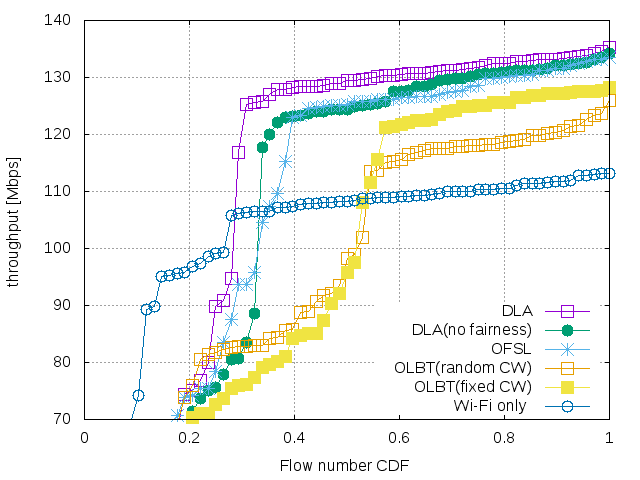 140
130
120
110
100
90
80
70
throughput [Mbps]
DLA
DLA(no fairness)
OFSL
OLBT(random CW)
OLBT(fixed CW)
Wi-Fi only
0
0.2
0.4
0.6
0.8
1
Flow number CDF